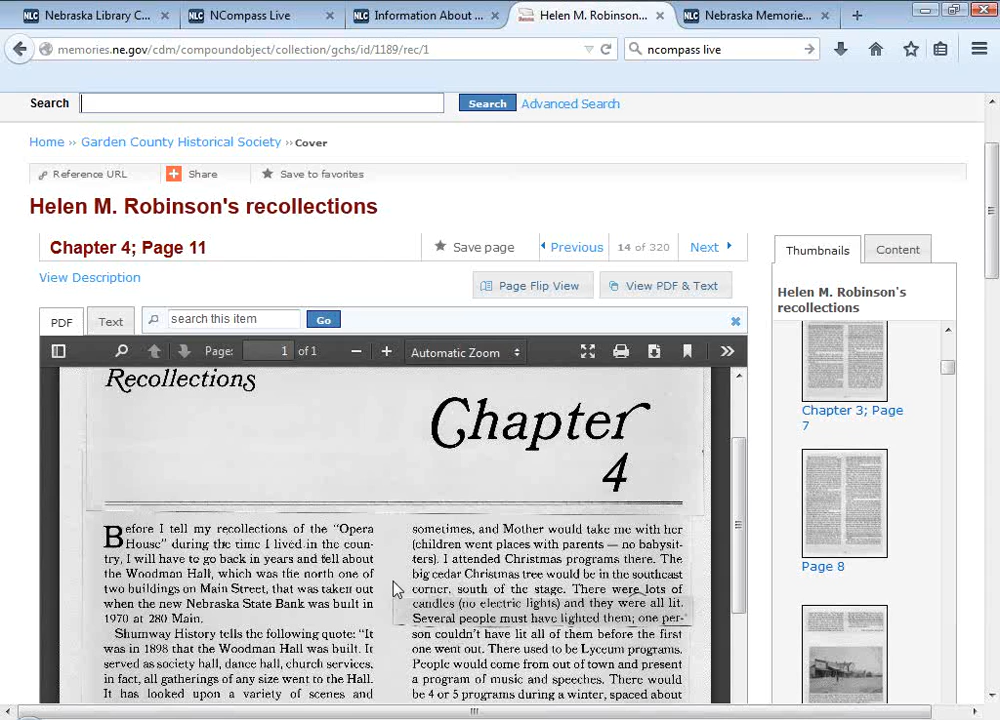 Nebraska Library C...
NCompass Live
Information About ...
Helen M. Robinson...
Nebraska Memorie...
memories.ne.gov/cdm/compoundobject/collection/gchs/id/1189/rec/1
ncompass live
Search
Search
Advanced Search
Home ›› Garden County Historical Society ›› Cover
Reference URL
Share
Save to favorites
Helen M. Robinson's recollections
Chapter 4; Page 11
Save page
Previous
14 of 320
Next
View Description
Page Flip View
View PDF & Text
PDF
Text
search this item
Go
Page: 1 of 1
Automatic Zoom
Recollections
Chapter
4
Before I tell my recollections of the "Opera
House" during the time I lived in the coun-
try, I will have to go back in years and tell about
the Woodman Hall, which was the north one of
two buildings on Main Street, that was taken out
when the new Nebraska State Bank was built in
1970 at 280 Main.
Shumway History tells the following quote: "It
was in 1898 that the Woodman Hall was built. It
served as society hall, dance hall, church services,
in fact, all gatherings of any size went to the Hall.
It has looked upon a variety of scenes and
sometimes, and Mother would take me with her
(children went places with parents — no babysit-
ters). I attended Christmas programs there. The
big cedar Christmas tree would be in the southeast
corner, south of the stage. There were lots of
candles (no electric lights) and they were all lit.
Several people must have lighted them; one per-
son couldn't have lit all of them before the first
one went out. There used to be Lyceum programs.
People would come from out of town and present
a program of music and speeches. There would
be 4 or 5 programs during a winter, spaced about
Thumbnails
Content
Helen M. Robinson's
recollections
Chapter 3; Page
7
Page 8